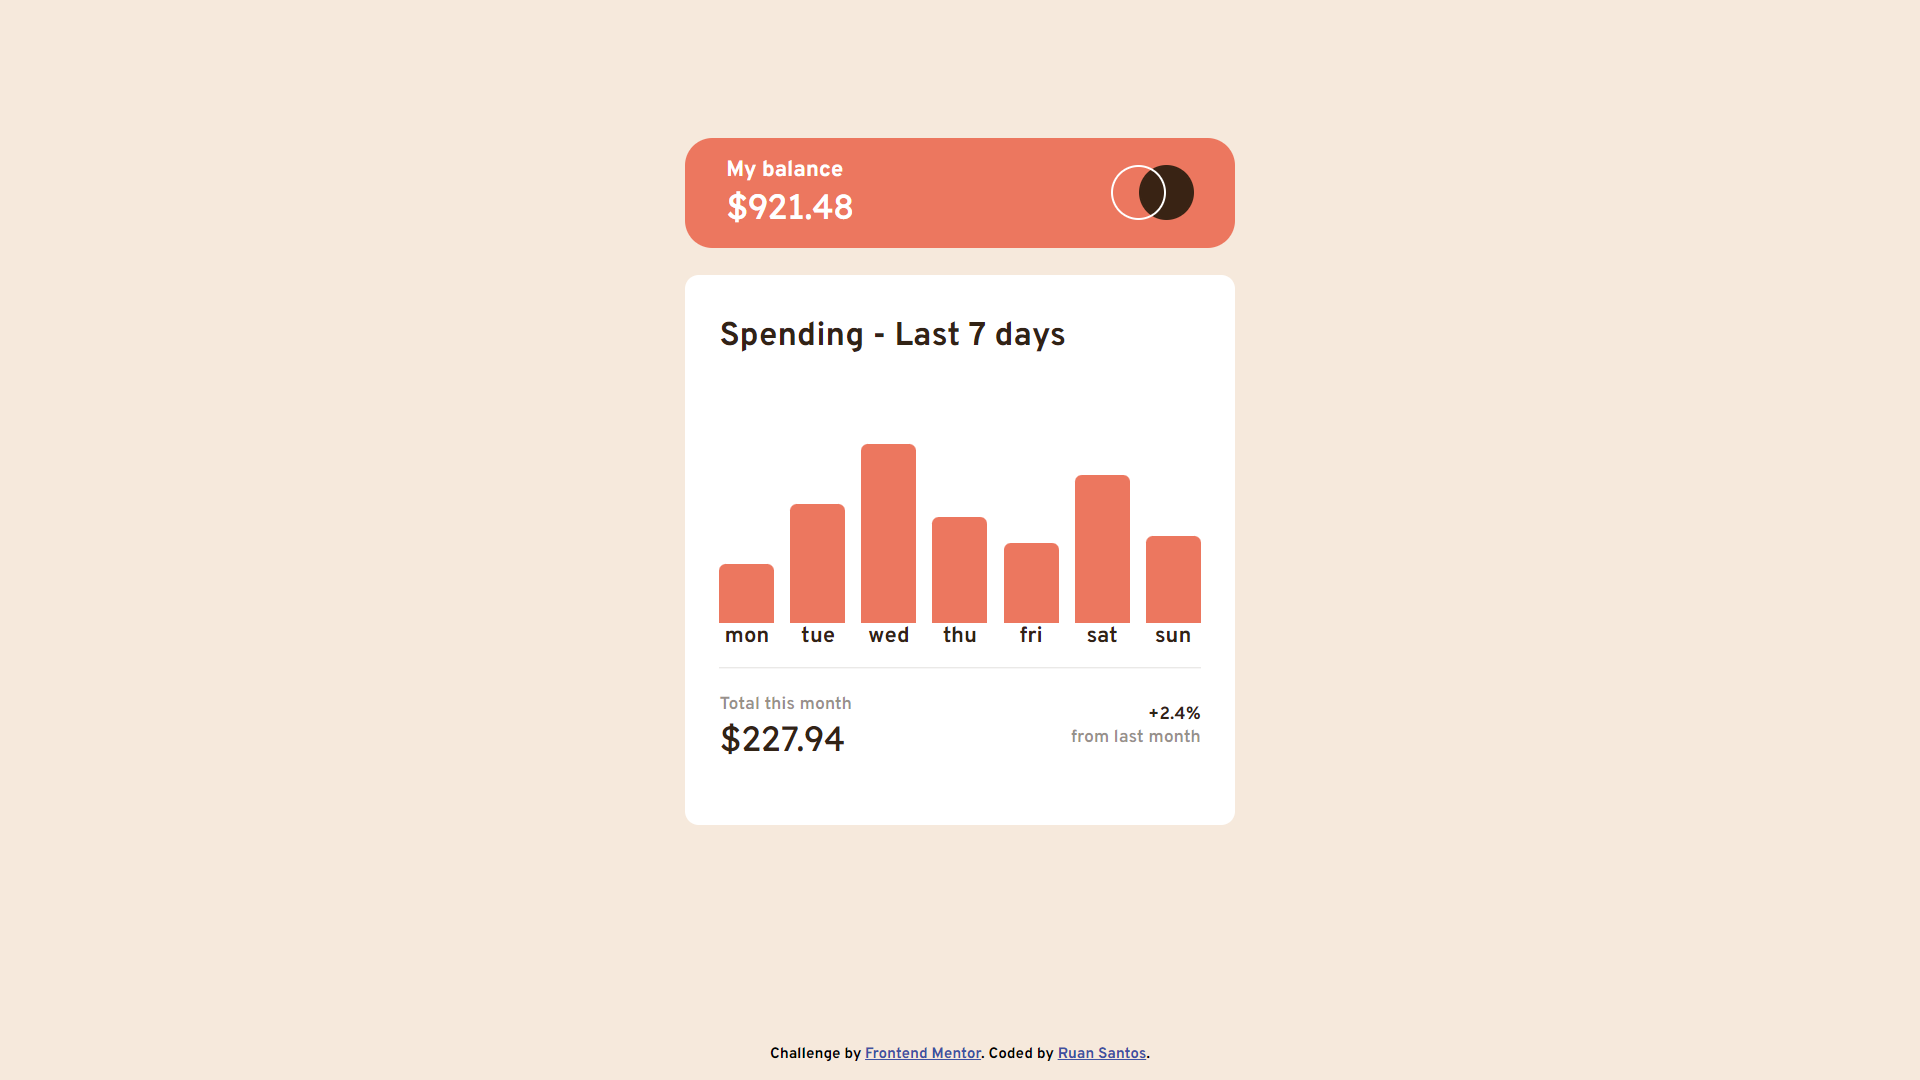 My balance
$921.48
Spending - Last 7 days
mon tue wed thu fri sat sun
Total this month
$227.94
+2.4%
from last month
Challenge by Frontend Mentor. Coded by Ruan Santos.